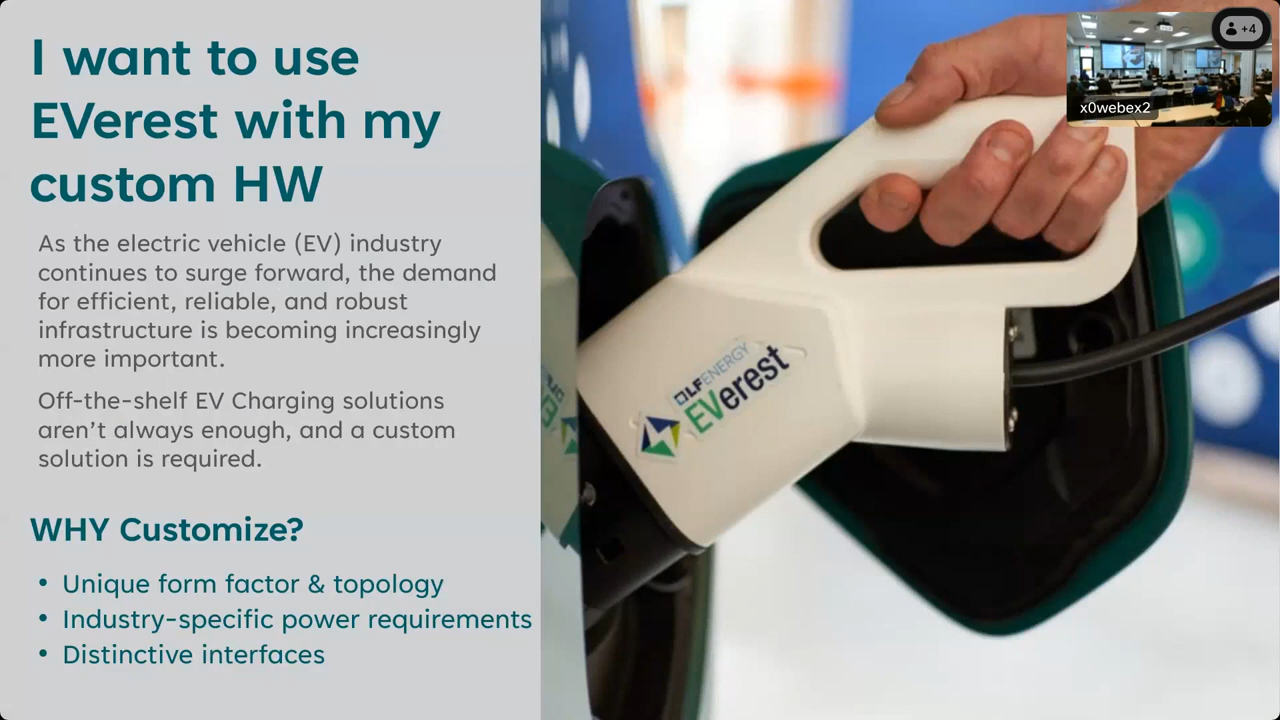 I want to use
EVerest with my
custom HW
As the electric vehicle (EV) industry
continues to surge forward, the demand
for efficient, reliable, and robust
infrastructure is becoming increasingly
more important.
Off-the-shelf EV Charging solutions
aren't always enough, and a custom
solution is required.
WHY Customize?
• Unique form factor & topology
• Industry-specific power requirements
• Distinctive interfaces
LFENERGY
EVerest
+4
x0webex2